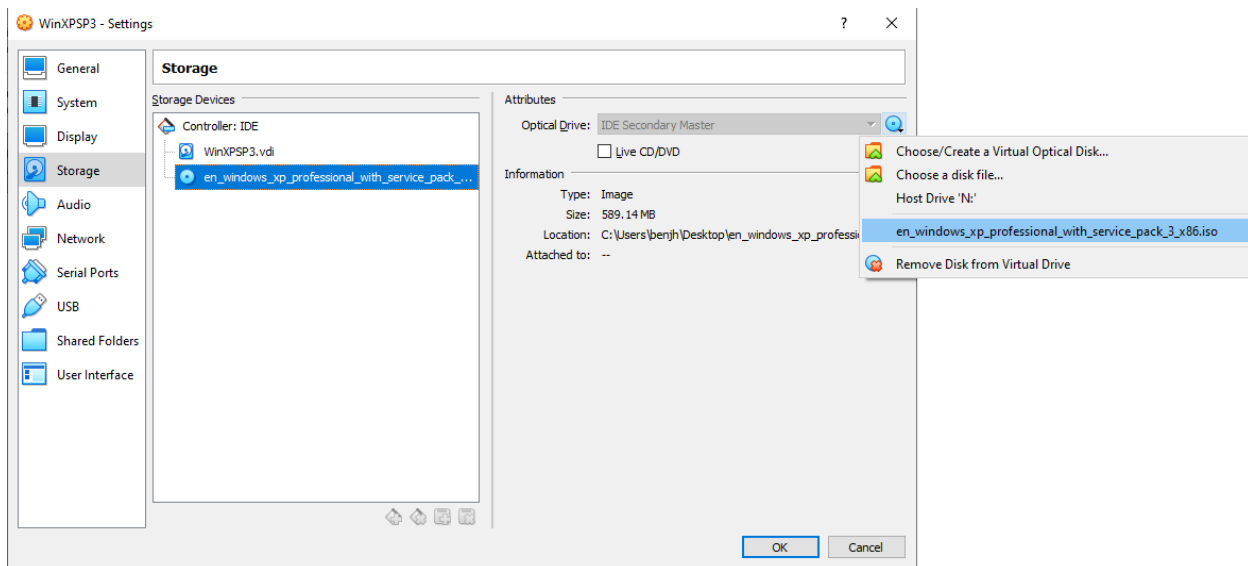 WinXPSP3 - Settings
?
General
System
Display
Storage
Audio
Network
Serial Ports
USB
Shared Folders
User Interface
Storage
Storage Devices
Controller: IDE
WinXPSP3.vdi
en_windows_xp_professional_with_service_pack_...
Attributes
Optical Drive: IDE Secondary Master
Live CD/DVD
Information
Type: Image
Size: 589.14 MB
Location: C:\Users\benjh\Desktop\en_windows_xp_professi
Attached to: --
Choose/Create a Virtual Optical Disk...
Choose a disk file...
Host Drive 'N:'
en_windows_xp_professional_with_service_pack_3_x86.iso
Remove Disk from Virtual Drive
OK
Cancel